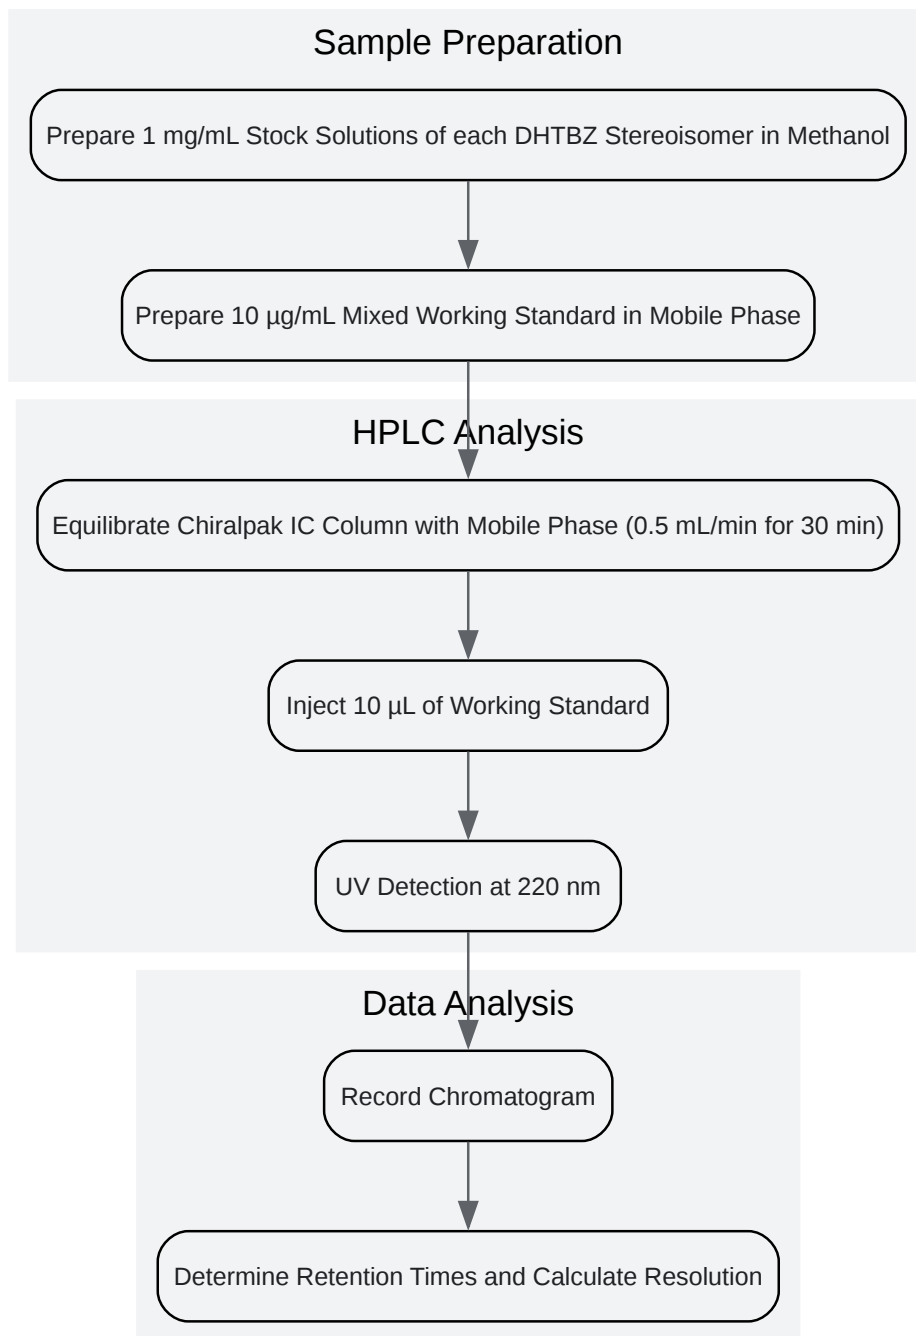 Sample Preparation
Prepare 1 mg/mL Stock Solutions of each DHTBZ Stereoisomer in Methanol
Prepare 10 µg/mL Mixed Working Standard in Mobile Phase
HPLC Analysis
Equilibrate Chiralpak IC Column with Mobile Phase (0.5 mL/min for 30 min)
Inject 10 µL of Working Standard
UV Detection at 220 nm
Data Analysis
Record Chromatogram
Determine Retention Times and Calculate Resolution